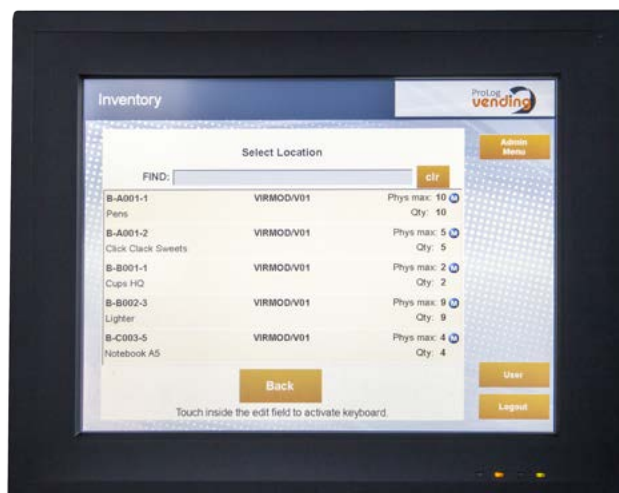 Inventory
ProLog
vending
Admin
Menu
Select Location
FIND:
clr
B-A001-1 VIRMOD/V01 Phys max: 10 M
Pens Qty: 10
B-A001-2 VIRMOD/V01 Phys max: 5 M
Click Clack Sweets Qty: 5
B-B001-1 VIRMOD/V01 Phys max: 2 M
Cups HQ Qty: 2
B-B002-3 VIRMOD/V01 Phys max: 9 M
Lighter Qty: 9
B-C003-5 VIRMOD/V01 Phys max: 4 M
Notebook A5 Qty: 4
Back
User
Touch inside the edit field to activate keyboard.
Logout